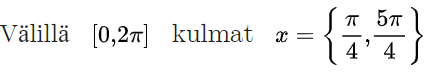 Välillä [0,2π] kulmat x = {π/4, 5π/4}